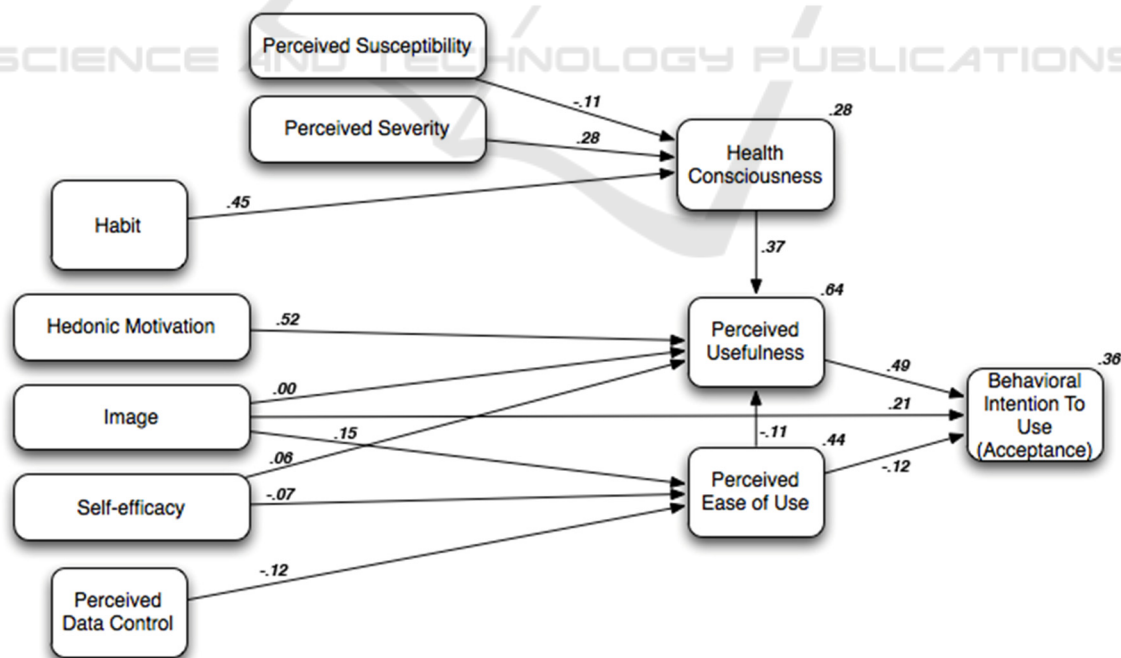 SCIENCE AND TECHNOLOGY PUBLICATIONS
Perceived Susceptibility
-.11
Perceived Severity
.28
.28
Health
Consciousness
Habit
.45
.37
.64
Hedonic Motivation
.52
Perceived
Usefulness
.49
.36
Behavioral
Intention To
Use
(Acceptance)
Image
.00
.21
.15
-.11
.44
.06
Self-efficacy
-.07
Perceived
Ease of Use
-.12
-.12
Perceived
Data Control